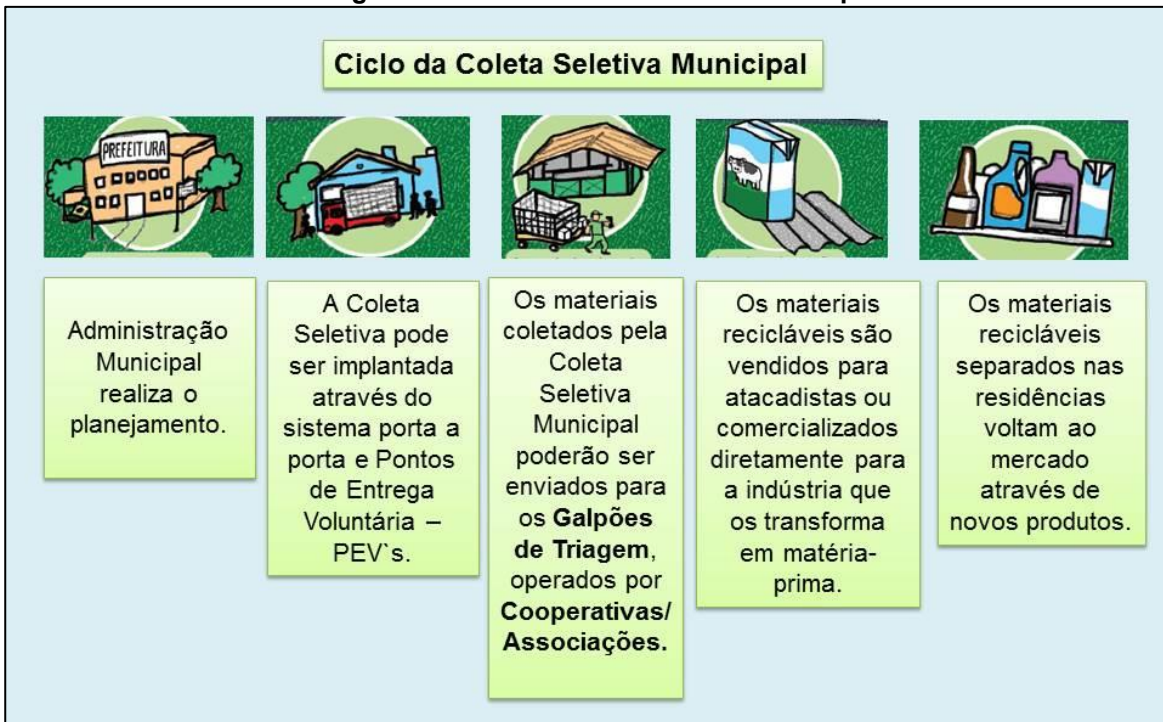 Ciclo da Coleta Seletiva Municipal
PREFEITURA
Administração
Municipal
realiza o
planejamento.
A Coleta
Seletiva pode
ser implantada
através do
sistema porta a
porta e Pontos
de Entrega
Voluntária –
PEV`s.
Os materiais
coletados pela
Coleta
Seletiva
Municipal
poderão ser
enviados para
os Galpões
de Triagem,
operados por
Cooperativas/
Associações.
Os materiais
recicláveis são
vendidos para
atacadistas ou
comercializados
diretamente para
a indústria que
os transforma
em matéria-
prima.
Os materiais
recicláveis
separados nas
residências
voltam ao
mercado
através de
novos produtos.